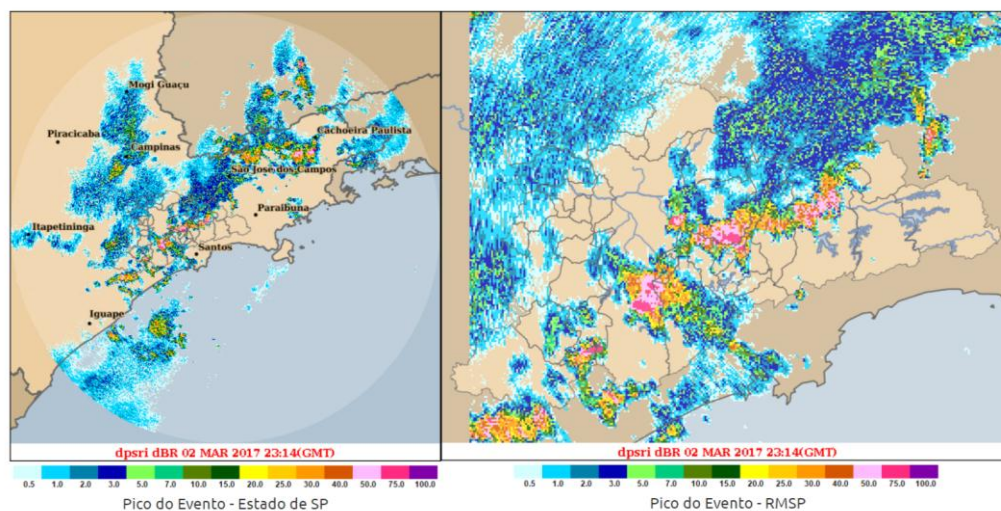 Mogi Guaçu
Piracicaba
Campinas
Cachoeira Paulista
São José dos Campos
Paraibuna
Itapetininga
Santos
Iguape
dpsri dBR 02 MAR 2017 23:14(GMT)
0.5 1.0 2.0 3.0 5.0 7.0 10.0 15.0 20.0 25.0 30.0 40.0 50.0 75.0 100.0
Pico do Evento - Estado de SP
dpsri dBR 02 MAR 2017 23:14(GMT)
0.5 1.0 2.0 3.0 5.0 7.0 10.0 15.0 20.0 25.0 30.0 40.0 50.0 75.0 100.0
Pico do Evento - RMSP